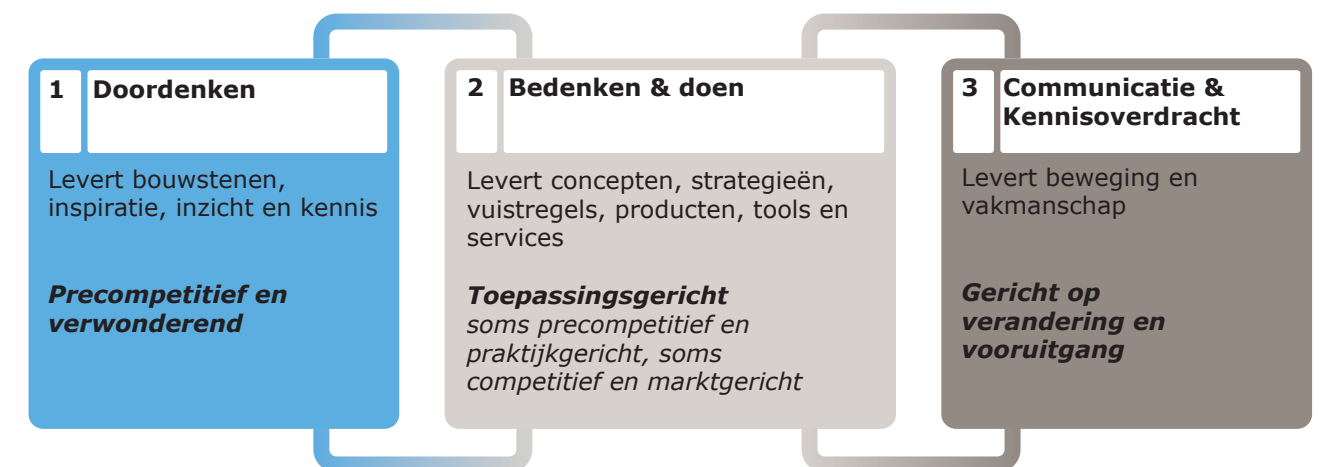 1 Doordenken
Levert bouwstenen,
inspiratie, inzicht en kennis
Precompetitief en
verwonderend
2 Bedenken & doen
Levert concepten, strategieën,
vuistregels, producten, tools en
services
Toepassingsgericht
soms precompetitief en
praktijkgericht, soms
competitief en marktgericht
3 Communicatie &
Kennisoverdracht
Levert beweging en
vakmanschap
Gericht op
verandering en
vooruitgang